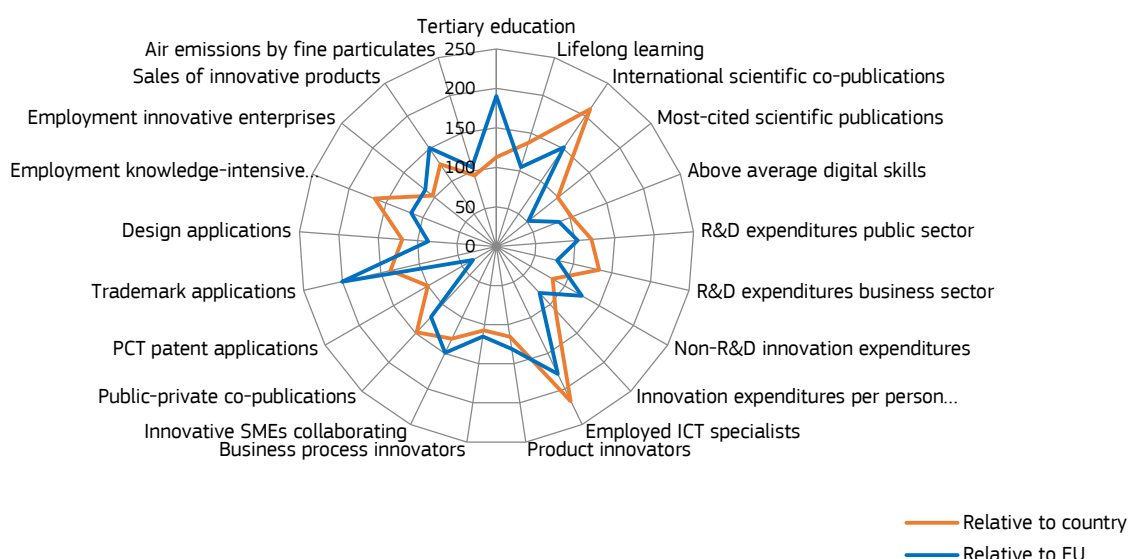 Tertiary education
Air emissions by fine particulates
250
Lifelong learning
Sales of innovative products
International scientific co-publications
200
Employment innovative enterprises
Most-cited scientific publications
150
Employment knowledge-intensive...
100
Above average digital skills
50
Design applications
0
R&D expenditures public sector
Trademark applications
R&D expenditures business sector
PCT patent applications
Non-R&D innovation expenditures
Public-private co-publications
Innovation expenditures per person...
Innovative SMEs collaborating
Employed ICT specialists
Business process innovators
Product innovators
Relative to country
Relative to EU